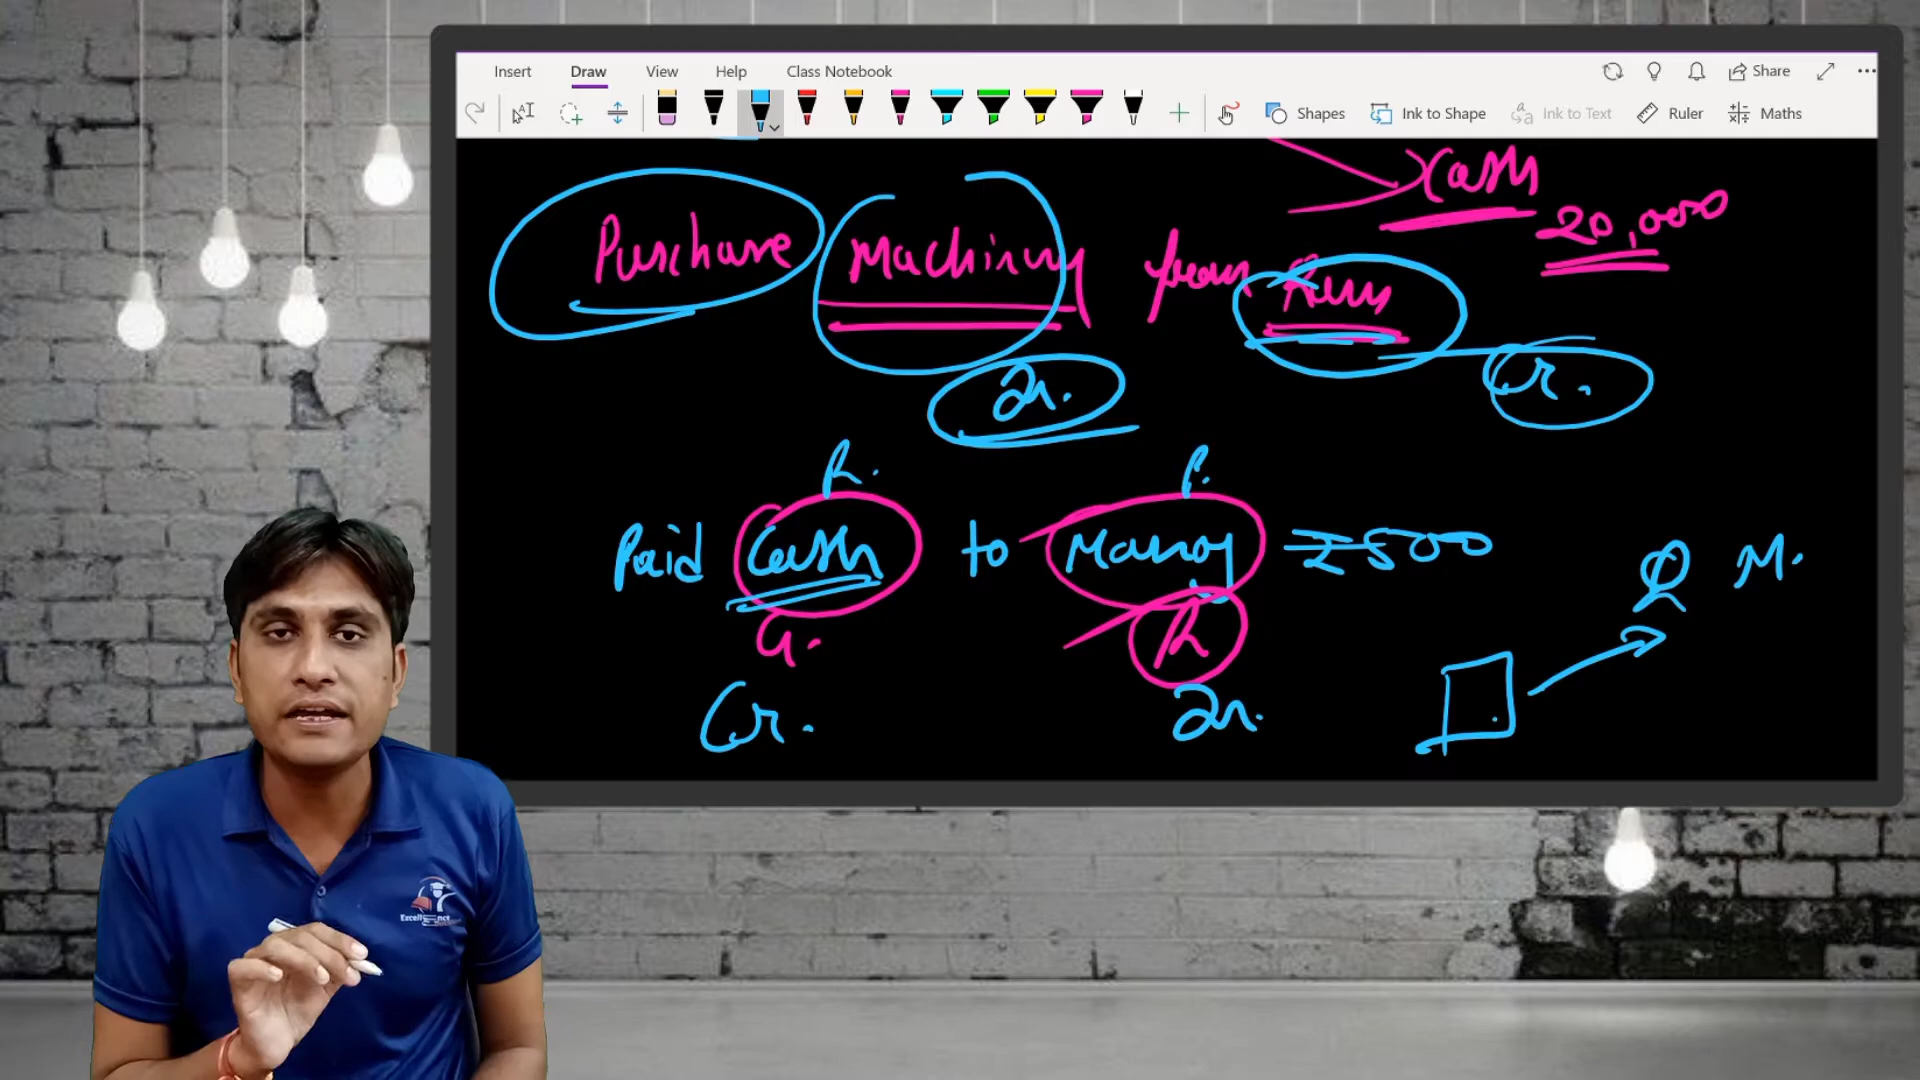 Insert Draw View Help Class Notebook Share
Shapes Ink to Shape Ink to Text Ruler Maths
Cash
20,000
Purchase Machinery from Ram
Dr. Cr.
R. P.
Paid Cash to Manoj ₹500
M.
G. R
Cr. Dr.